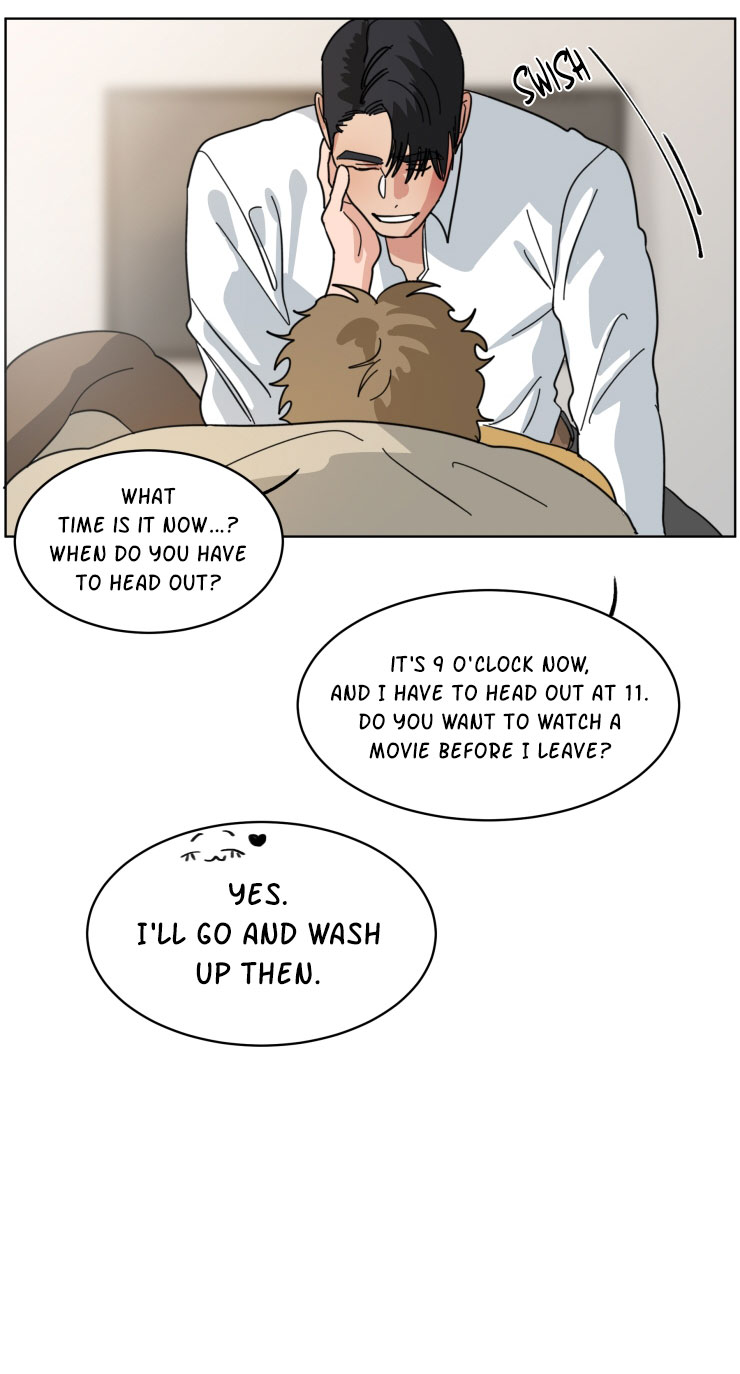 SWISH
WHAT
TIME IS IT NOW...?
WHEN DO YOU HAVE
TO HEAD OUT?
IT'S 9 O'CLOCK NOW,
AND I HAVE TO HEAD OUT AT 11.
DO YOU WANT TO WATCH A
MOVIE BEFORE I LEAVE?
YES.
I'LL GO AND WASH
UP THEN.